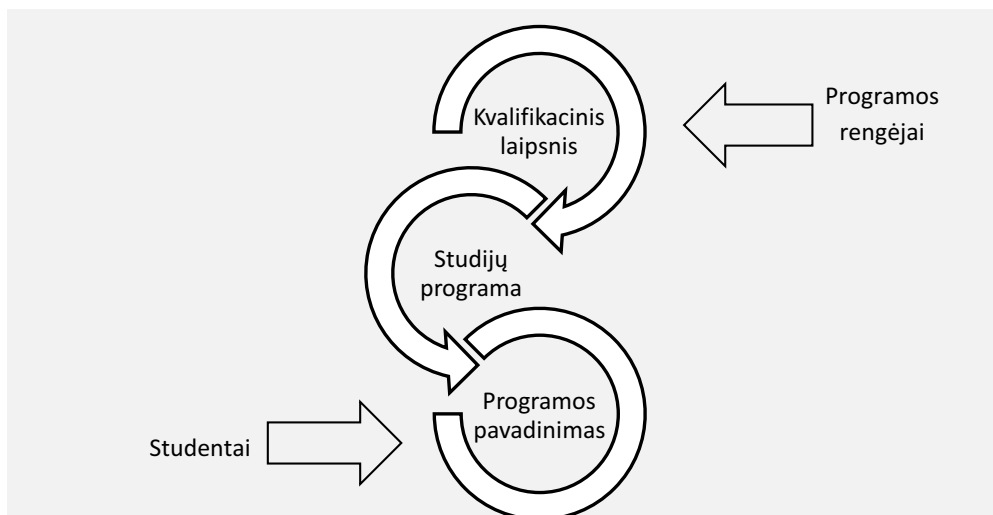 Programos
rengėjai
Kvalifikacinis
laipsnis
Studijų
programa
Programos
pavadinimas
Studentai